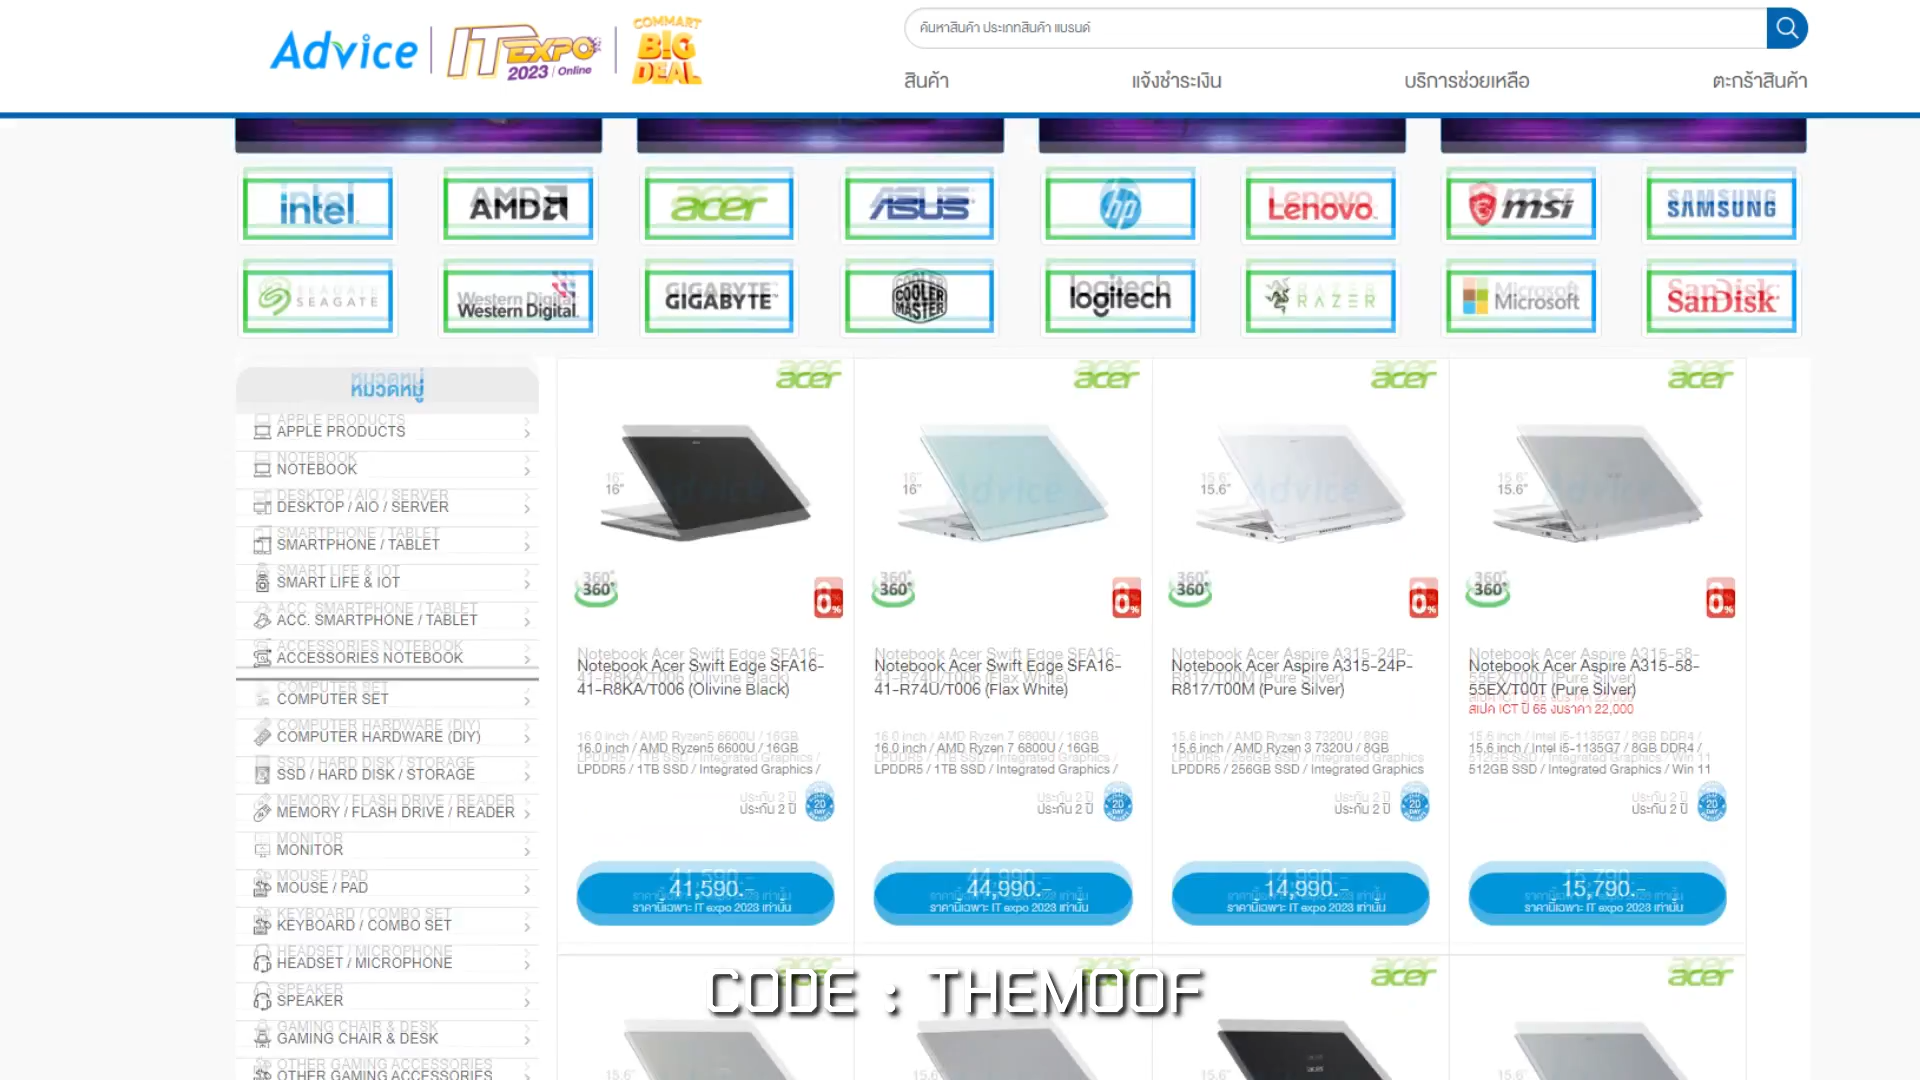 Advice
IT EXPO
2023 | Online
COMMART
BIG
DEAL
ค้นหาสินค้า ประเภทสินค้า แบรนด์
สินค้า
แจ้งชำระเงิน
บริการช่วยเหลือ
ตะกร้าสินค้า
intel.
AMD
acer
ASUS
hp
Lenovo
msi
SAMSUNG
SEAGATE
Western Digital
GIGABYTE
COOLER
MASTER
logitech
RAZER
Microsoft
SanDisk
หมวดหมู่
APPLE PRODUCTS
NOTEBOOK
DESKTOP / AIO / SERVER
SMARTPHONE / TABLET
SMART LIFE & IOT
ACC. SMARTPHONE / TABLET
ACCESSORIES NOTEBOOK
COMPUTER SET
COMPUTER HARDWARE (DIY)
SSD / HARD DISK / STORAGE
MEMORY / FLASH DRIVE / READER
MONITOR
MOUSE / PAD
KEYBOARD / COMBO SET
HEADSET / MICROPHONE
SPEAKER
GAMING CHAIR & DESK
OTHER GAMING ACCESSORIES
acer
16"
360°
0%
Notebook Acer Swift Edge SFA16-
41-R8KA/T006 (Olivine Black)
16.0 inch / AMD Ryzen5 6600U / 16GB
LPDDR5 / 1TB SSD / Integrated Graphics /
ประกัน 2 ปี
41,590.-
ราคานี้เฉพาะ IT expo 2023 เท่านั้น
acer
16"
360°
0%
Notebook Acer Swift Edge SFA16-
41-R74U/T006 (Flax White)
16.0 inch / AMD Ryzen 7 6800U / 16GB
LPDDR5 / 1TB SSD / Integrated Graphics /
ประกัน 2 ปี
44,990.-
ราคานี้เฉพาะ IT expo 2023 เท่านั้น
acer
15.6"
360°
0%
Notebook Acer Aspire A315-24P-
R817/T00M (Pure Silver)
15.6 inch / AMD Ryzen 3 7320U / 8GB
LPDDR5 / 256GB SSD / Integrated Graphics
ประกัน 2 ปี
14,990.-
ราคานี้เฉพาะ IT expo 2023 เท่านั้น
acer
15.6"
360°
0%
Notebook Acer Aspire A315-58-
55EX/T00T (Pure Silver)
สเปค ICT ปี 65 งบราคา 22,000
15.6 inch / Intel i5-1135G7 / 8GB DDR4 /
512GB SSD / Integrated Graphics / Win 11
ประกัน 2 ปี
15,790.-
ราคานี้เฉพาะ IT expo 2023 เท่านั้น
acer
acer
acer
acer
CODE : THEMOOF
15.6"
15.6"
15.6"
15.6"